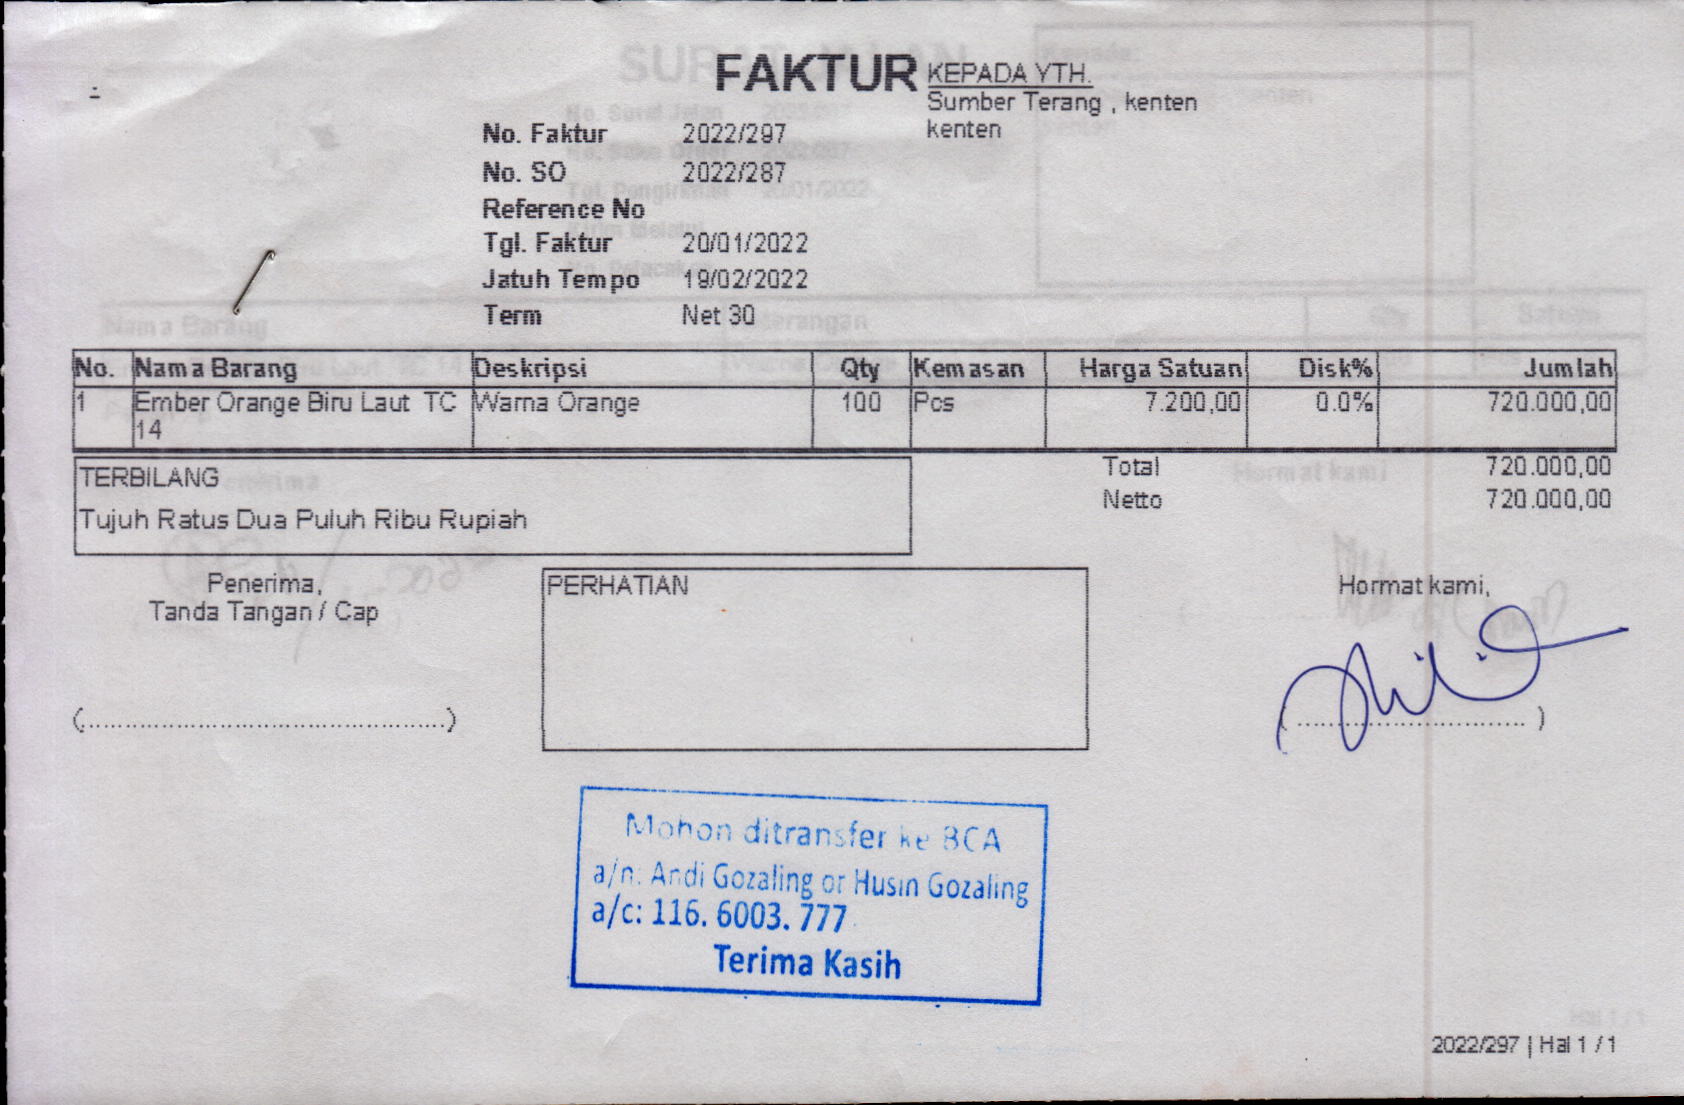 FAKTUR
KEPADA YTH.
Sumber Terang , kenten
kenten
No. Faktur 2022/297
No. SO 2022/287
Reference No
Tgl. Faktur 20/01/2022
Jatuh Tempo 19/02/2022
Term Net 30
No. Nama Barang Deskripsi Qty Kemasan Harga Satuan Disk% Jumlah
1 Ember Orange Biru Laut TC Warna Orange 100 Pcs 7.200,00 0.0% 720.000,00
14
TERBILANG
Tujuh Ratus Dua Puluh Ribu Rupiah
Total 720.000,00
Netto 720.000,00
Penerima,
Tanda Tangan / Cap
PERHATIAN
Hormat kami,
Mohon ditransfer ke BCA
a/n: Andi Gozaling or Husin Gozaling
a/c: 116. 6003. 777
Terima Kasih
2022/297 | Hal 1 / 1